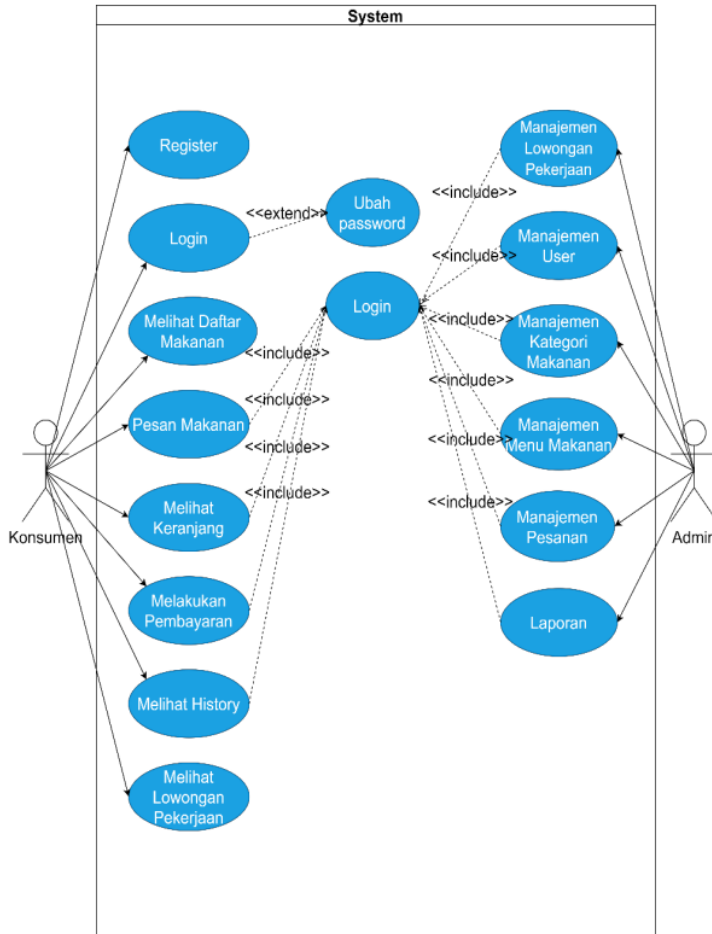 System
Register
Login
Melihat Daftar
Makanan
Pesan Makanan
Melihat
Keranjang
Melakukan
Pembayaran
Melihat History
Melihat
Lowongan
Pekerjaan
Konsumen
<<extend>>
Ubah
password
Login
<<include>>
<<include>>
<<include>>
<<include>>
<<include>>
<<include>>
<<include>>
<<include>>
<<include>>
<<include>>
Manajemen
Lowongan
Pekerjaan
Manajemen
User
Manajemen
Kategori
Makanan
Manajemen
Menu Makanan
Manajemen
Pesanan
Laporan
Admin